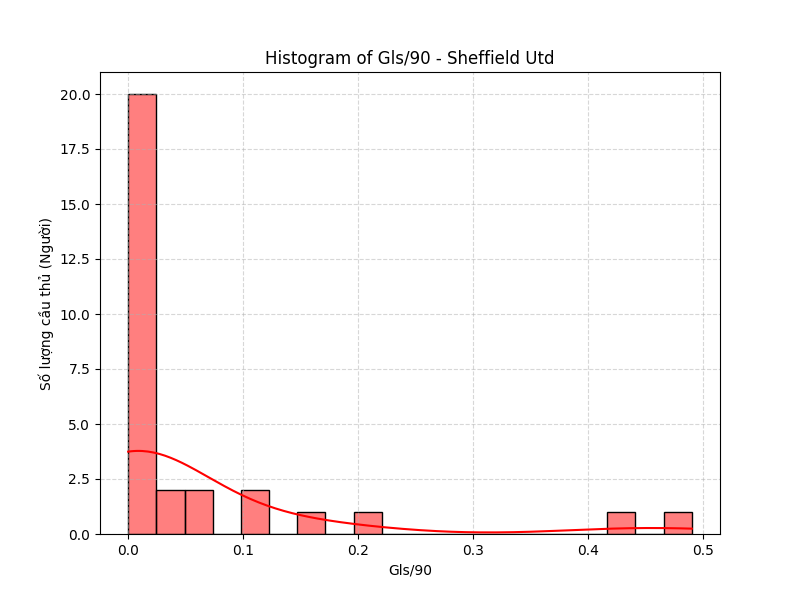 Histogram of Gls/90 - Sheffield Utd
Số lượng cầu thủ (Người)
20.0
17.5
15.0
12.5
10.0
7.5
5.0
2.5
0.0
0.0 0.1 0.2 0.3 0.4 0.5
Gls/90